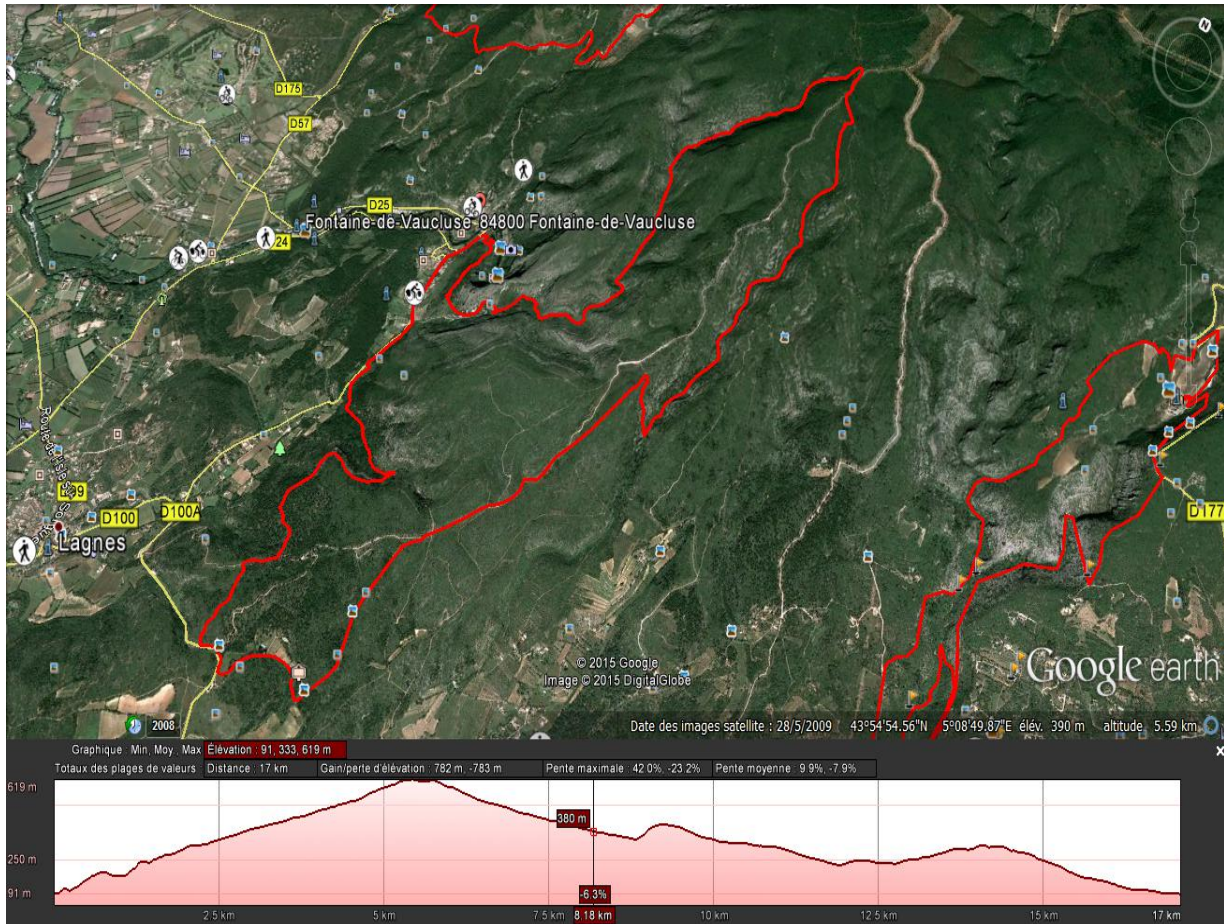 D175
D57
D25
Fontaine-de-Vaucluse 84800 Fontaine-de-Vaucluse
24
D100
D100A
Lagnes
D177
© 2015 Google
Image © 2015 DigitalGlobe
Google earth
2008
Date des images satellite : 28/5/2009 43°54'54.56"N 5°08'49.87"E élév. 390 m altitude 5.59 km
Graphique : Min, Moy., Max Élévation : 91, 333, 619 m
Totaux des plages de valeurs Distance : 17 km Gain/perte d'élévation : 782 m, -783 m Pente maximale : 42.0%, -23.2% Pente moyenne : 9.9%, -7.9%
619 m
380 m
250 m
91 m
-6.3%
2.5 km 5 km 7.5 km 8.18 km 10 km 12.5 km 15 km 17 km